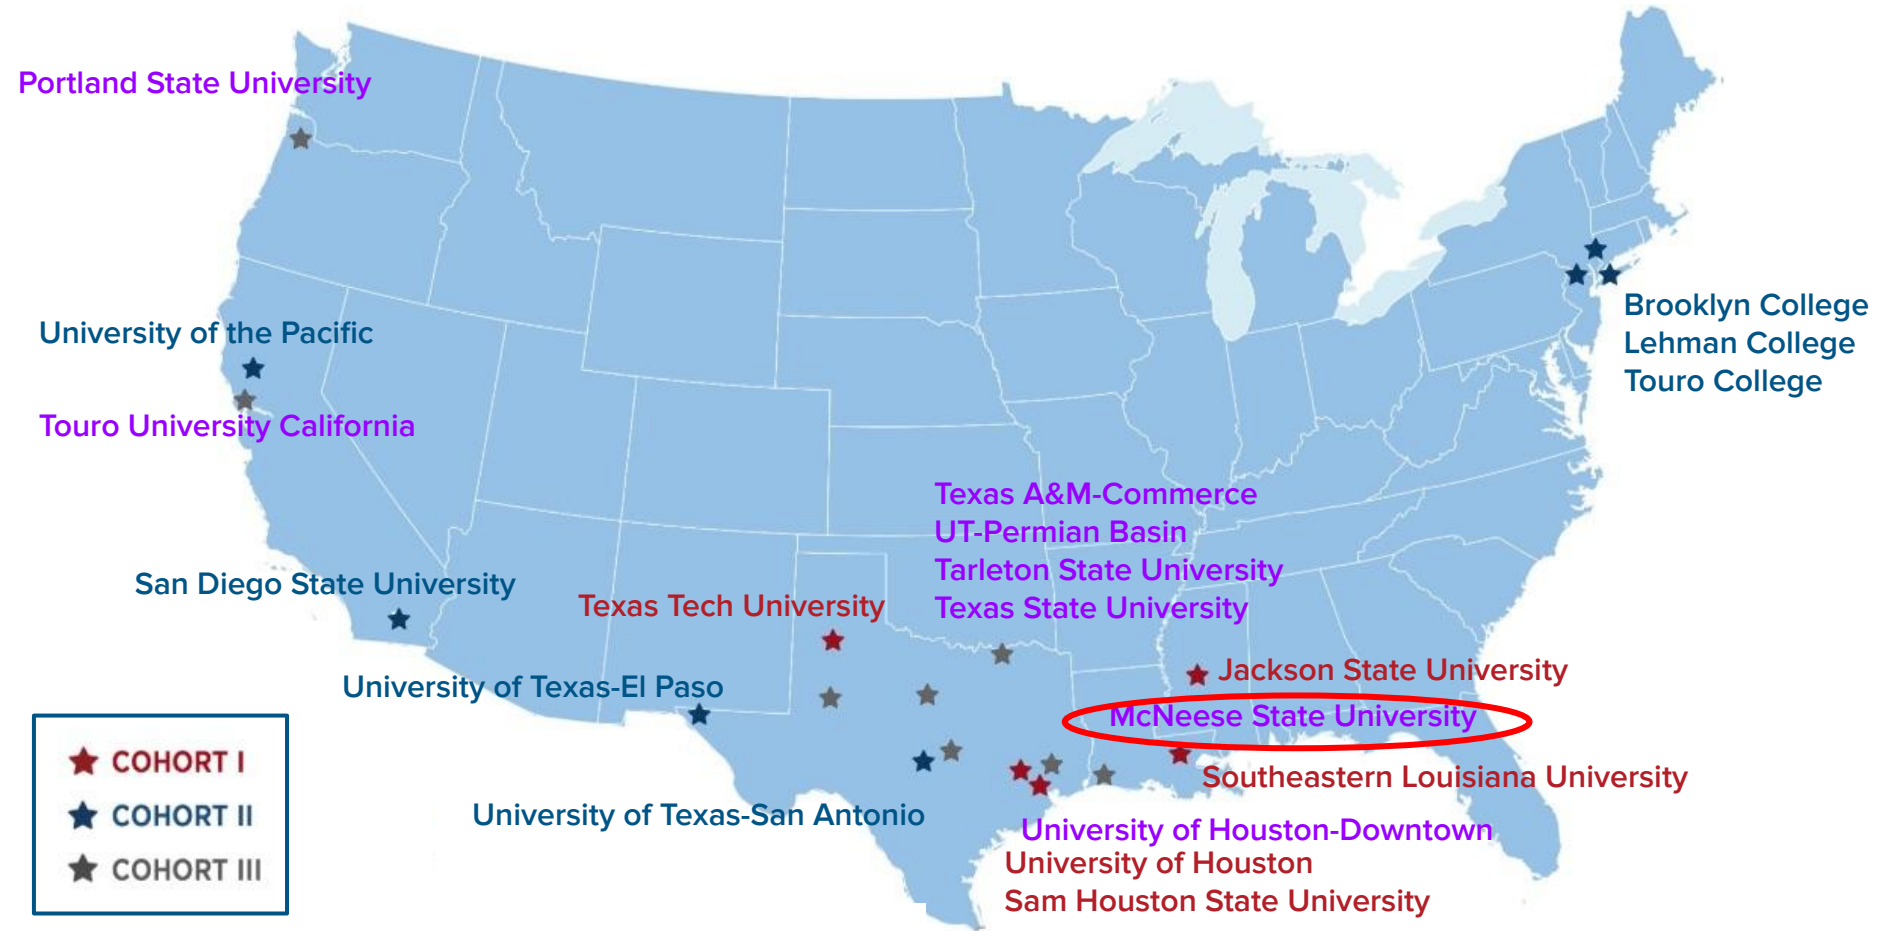 Portland State University
University of the Pacific
Touro University California
San Diego State University
Texas Tech University
University of Texas-El Paso
University of Texas-San Antonio
Texas A&M-Commerce
UT-Permian Basin
Tarleton State University
Texas State University
Brooklyn College
Lehman College
Touro College
Jackson State University
McNeese State University
Southeastern Louisiana University
University of Houston-Downtown
University of Houston
Sam Houston State University
COHORT I
COHORT II
COHORT III